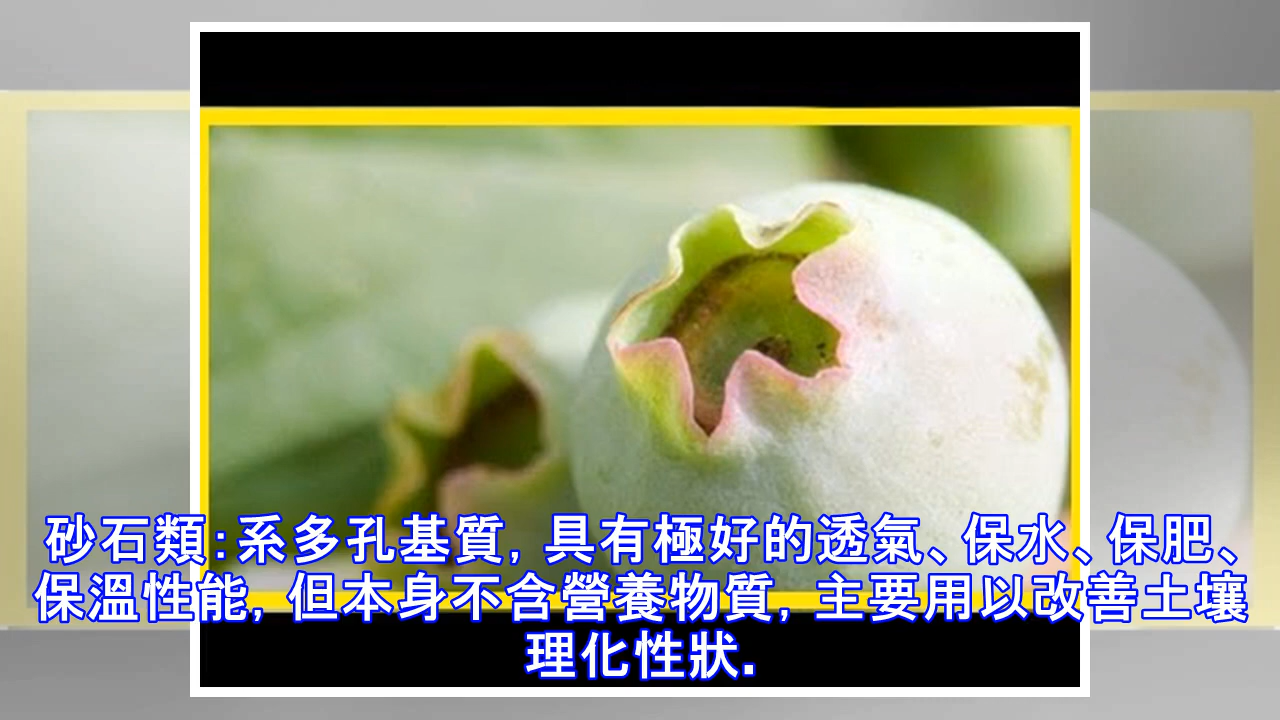 砂石類:系多孔基質,具有極好的透氣、保水、保肥、
保溫性能,但本身不含營養物質,主要用以改善土壤
理化性狀.